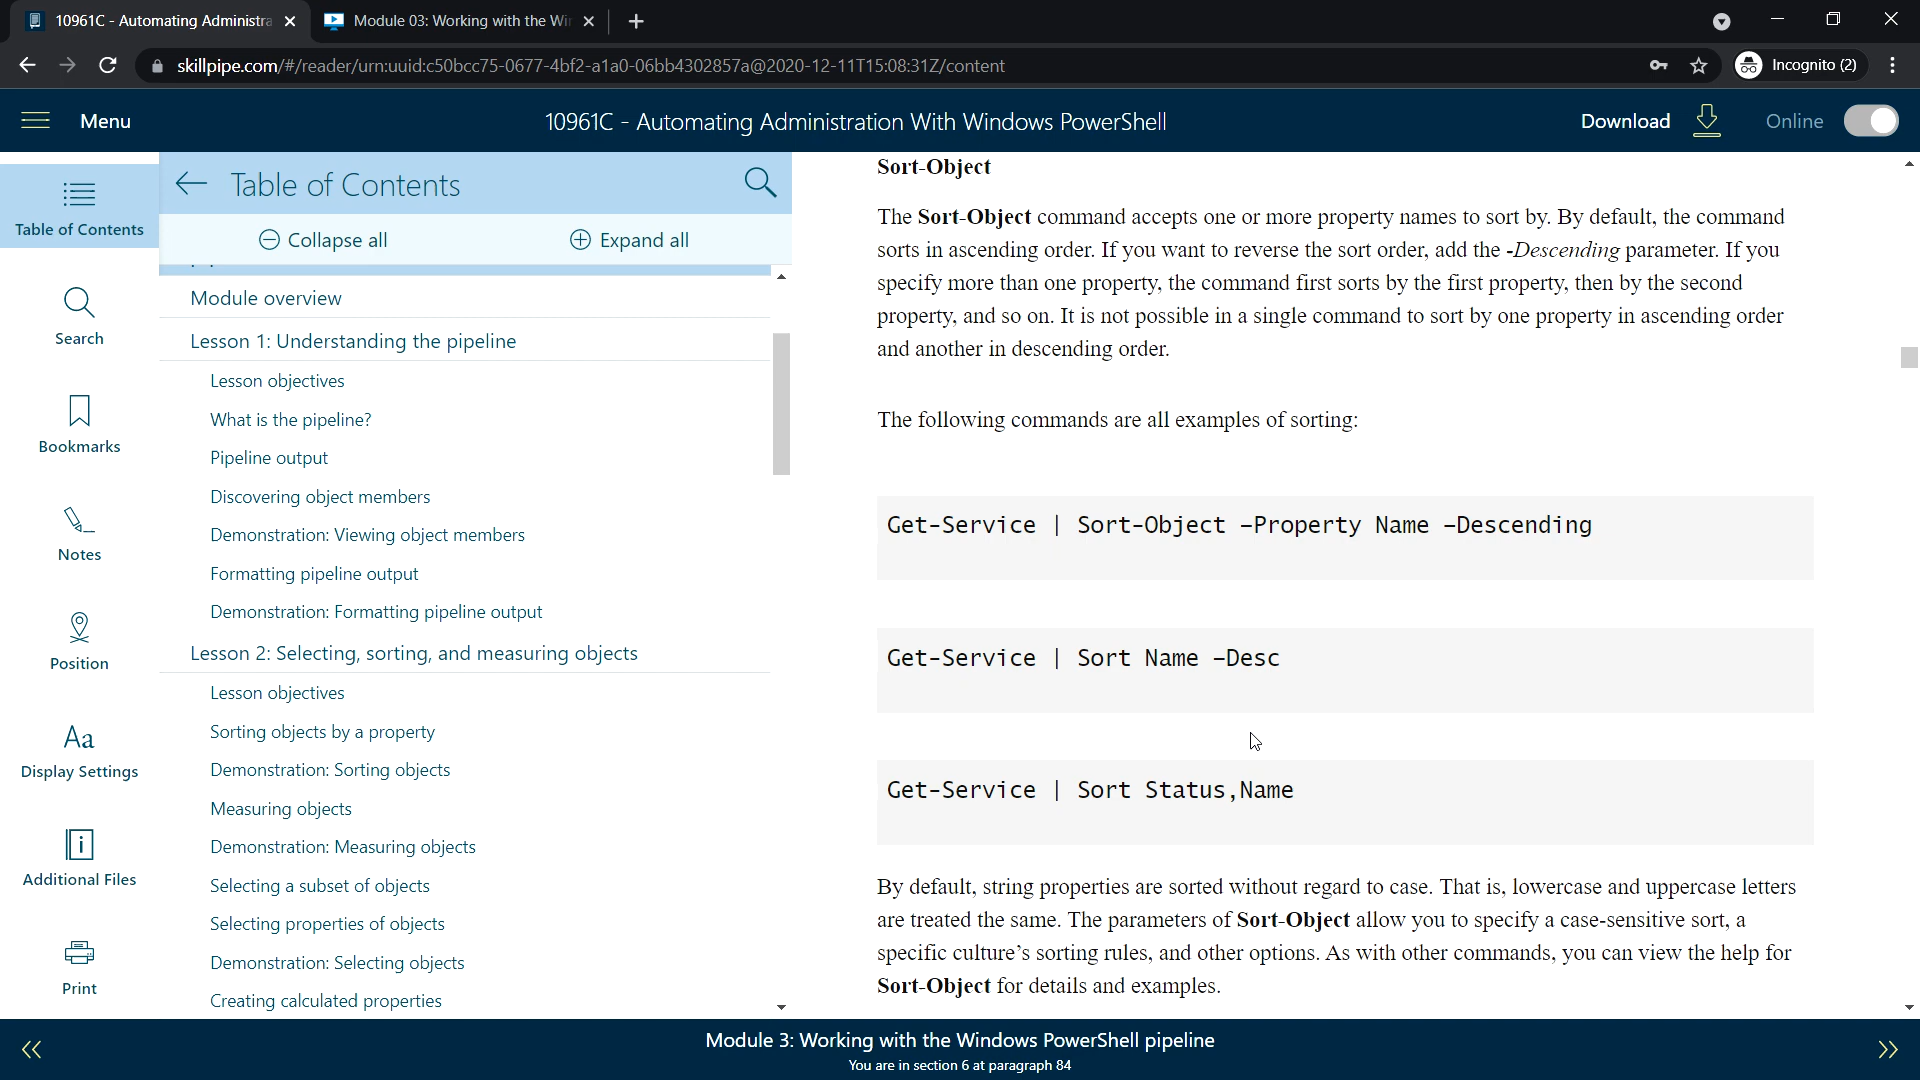 10961C - Automating Administra
Module 03: Working with the Wi
skillpipe.com/#/reader/urn:uuid:c50bcc75-0677-4bf2-a1a0-06bb4302857a@2020-12-11T15:08:31Z/content
Incognito (2)
Menu
10961C - Automating Administration With Windows PowerShell
Download
Online
Table of Contents
Search
Bookmarks
Notes
Position
Aa
Display Settings
Additional Files
Print
Table of Contents
Collapse all
Expand all
Module overview
Lesson 1: Understanding the pipeline
Lesson objectives
What is the pipeline?
Pipeline output
Discovering object members
Demonstration: Viewing object members
Formatting pipeline output
Demonstration: Formatting pipeline output
Lesson 2: Selecting, sorting, and measuring objects
Lesson objectives
Sorting objects by a property
Demonstration: Sorting objects
Measuring objects
Demonstration: Measuring objects
Selecting a subset of objects
Selecting properties of objects
Demonstration: Selecting objects
Creating calculated properties
Sort-Object
The Sort-Object command accepts one or more property names to sort by. By default, the command
sorts in ascending order. If you want to reverse the sort order, add the -Descending parameter. If you
specify more than one property, the command first sorts by the first property, then by the second
property, and so on. It is not possible in a single command to sort by one property in ascending order
and another in descending order.
The following commands are all examples of sorting:
Get-Service | Sort-Object –Property Name –Descending
Get-Service | Sort Name –Desc
Get-Service | Sort Status,Name
By default, string properties are sorted without regard to case. That is, lowercase and uppercase letters
are treated the same. The parameters of Sort-Object allow you to specify a case-sensitive sort, a
specific culture’s sorting rules, and other options. As with other commands, you can view the help for
Sort-Object for details and examples.
Module 3: Working with the Windows PowerShell pipeline
You are in section 6 at paragraph 84